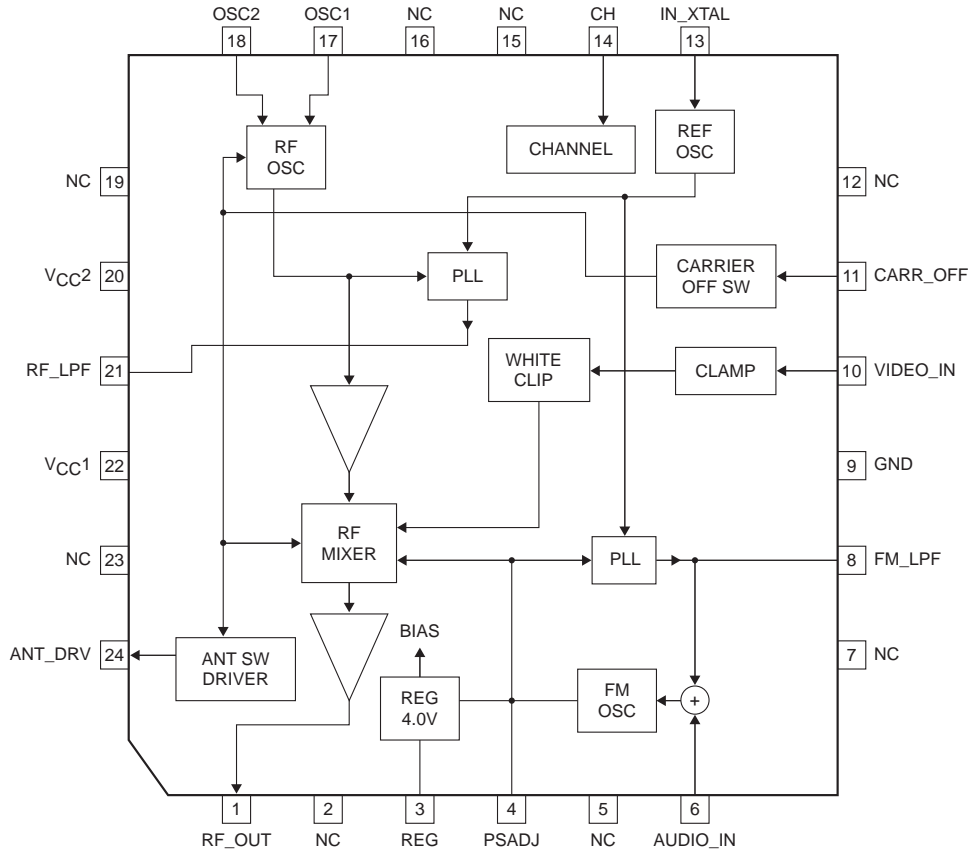 OSC2 OSC1 NC NC CH IN_XTAL
18 17 16 15 14 13
RF
OSC
CHANNEL
REF
OSC
NC 19
12 NC
VCC2 20
PLL
CARRIER
OFF SW
11 CARR_OFF
RF_LPF 21
WHITE
CLIP
CLAMP
10 VIDEO_IN
VCC1 22
9 GND
RF
MIXER
NC 23
PLL
8 FM_LPF
BIAS
ANT_DRV 24
ANT SW
DRIVER
7 NC
REG
4.0V
FM
OSC
+
1 2 3 4 5 6
RF_OUT NC REG PSADJ NC AUDIO_IN